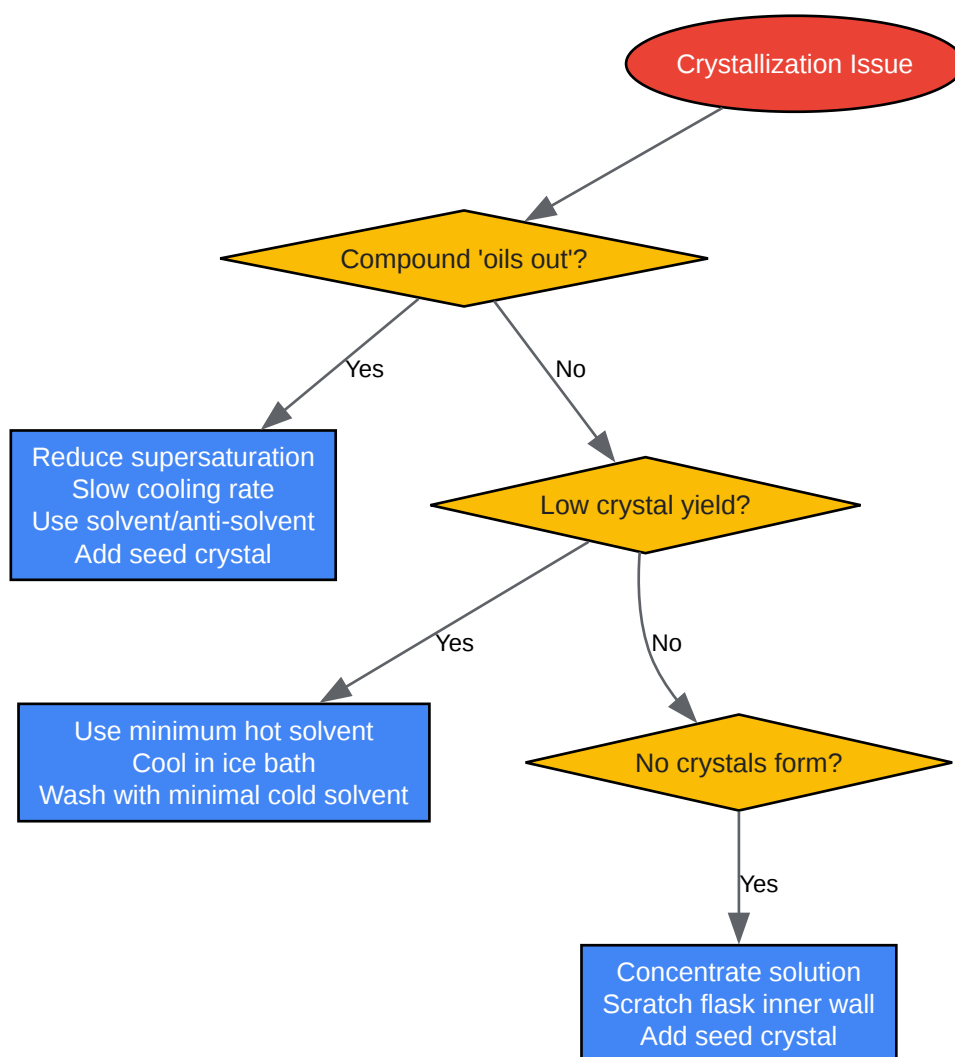 Crystallization Issue
Compound 'oils out'?
Yes
No
Reduce supersaturation
Slow cooling rate
Use solvent/anti-solvent
Add seed crystal
Low crystal yield?
Yes
No
Use minimum hot solvent
Cool in ice bath
Wash with minimal cold solvent
No crystals form?
Yes
Concentrate solution
Scratch flask inner wall
Add seed crystal